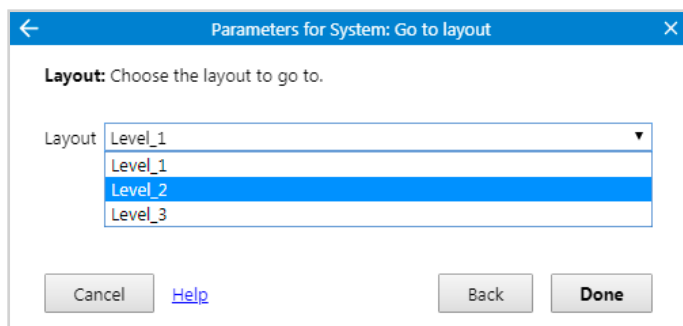 Parameters for System: Go to layout
Layout: Choose the layout to go to.
Layout Level_1
Level_1
Level_2
Level_3
Cancel Help Back Done